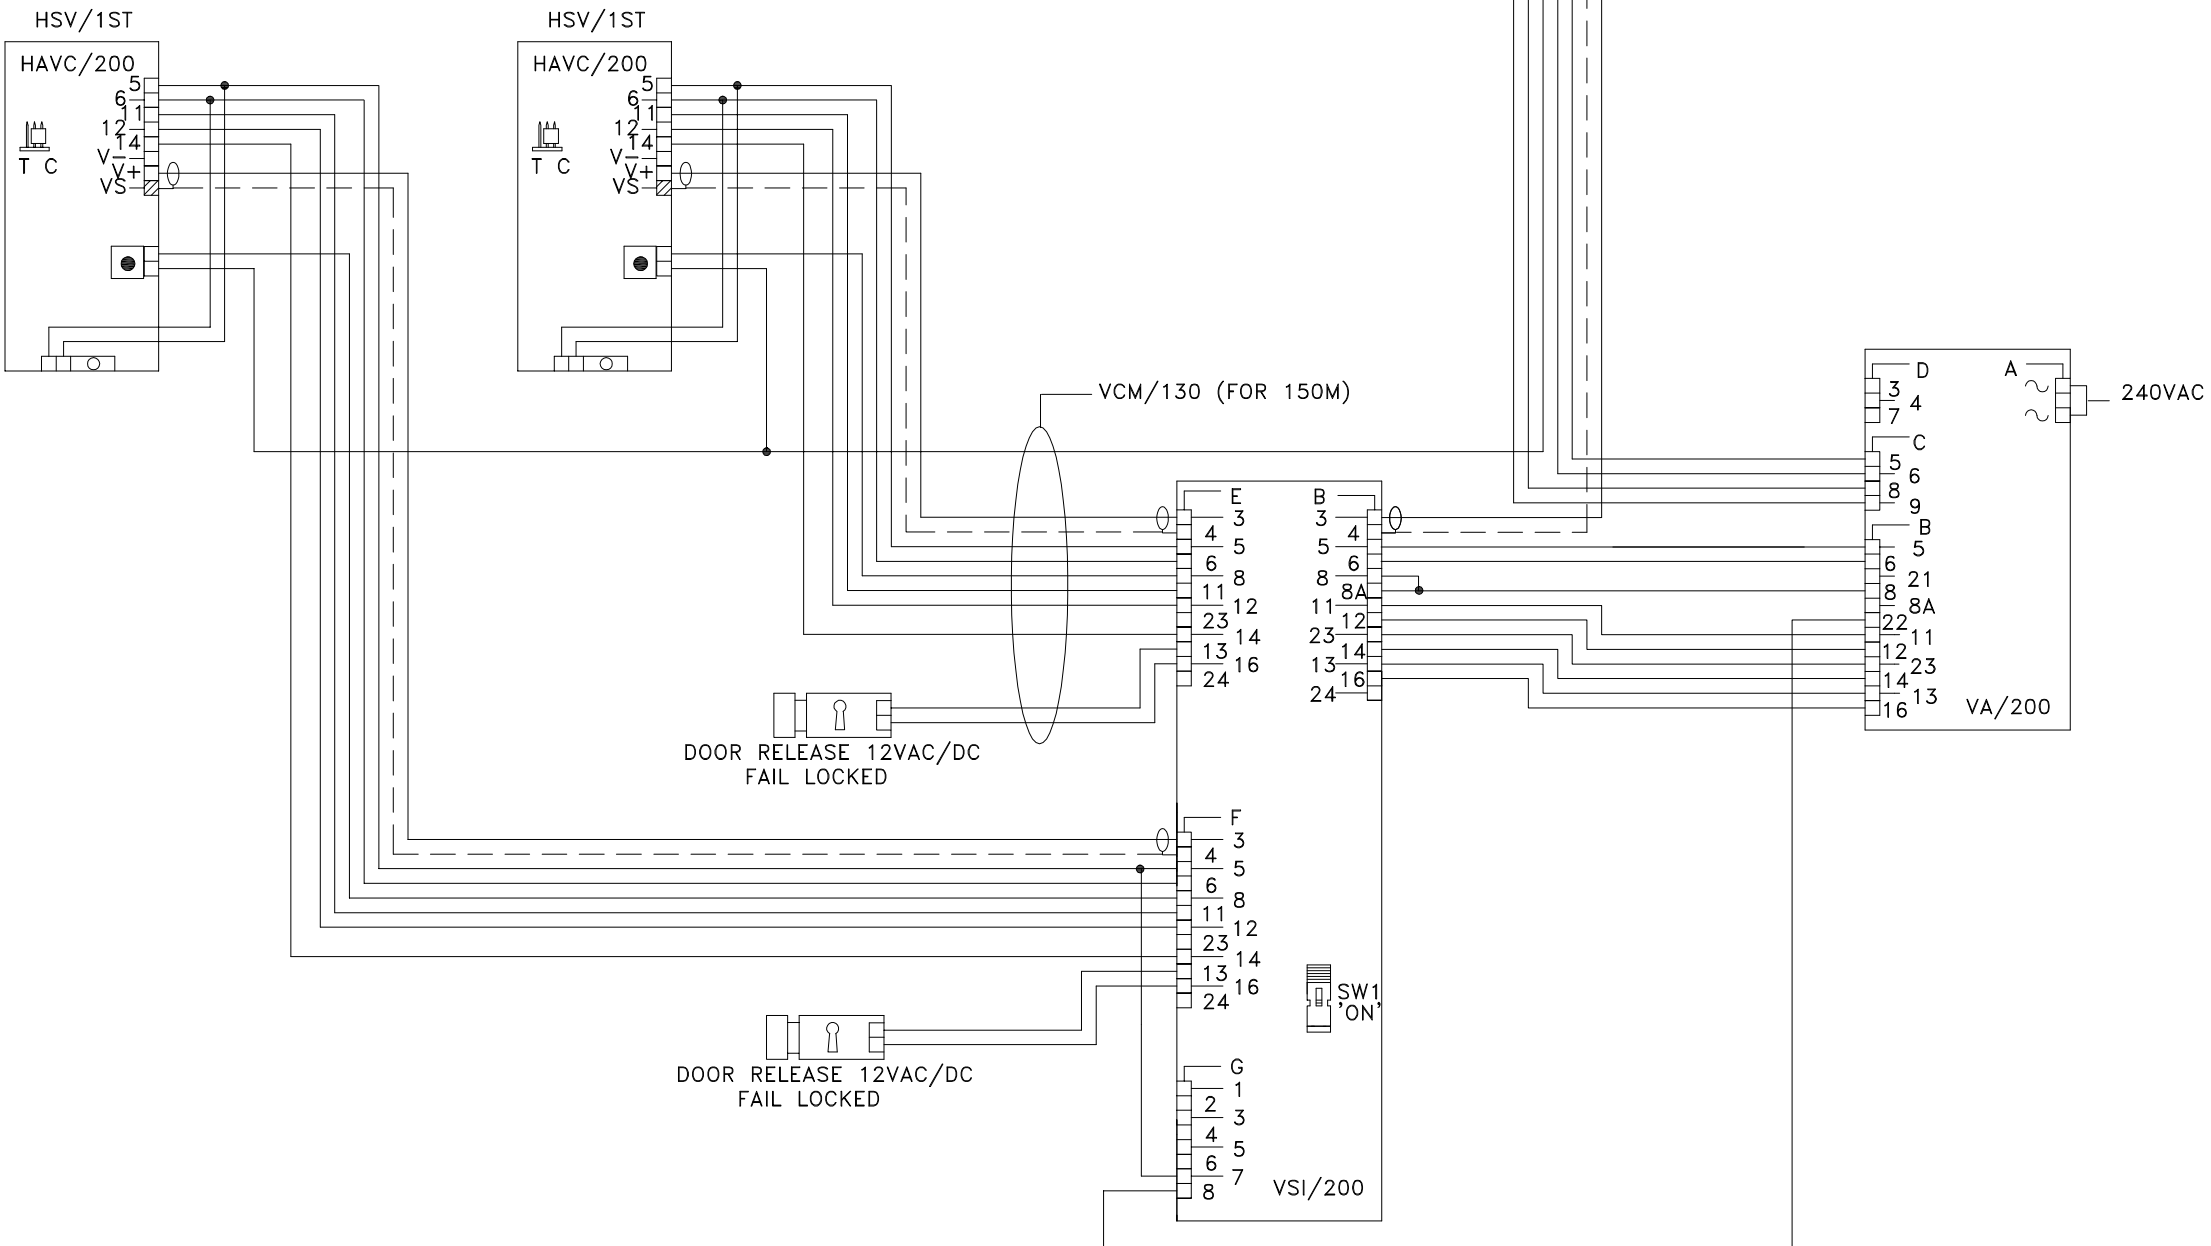 HSV/1ST
HAVC/200
5
6
11
12
14
V-
V+
VS
T C
HSV/1ST
HAVC/200
5
6
11
12
14
V-
V+
VS
T C
VCM/130 (FOR 150M)
D
3
4
7
C
5
6
8
9
B
5
6
21
8
8A
22
11
12
23
14
13
16
A
240VAC
VA/200
E
3
4
5
6
8
11
12
23
14
13
16
24
B
3
4
5
6
8
8A
11
12
23
14
13
16
24
DOOR RELEASE 12VAC/DC
FAIL LOCKED
F
3
4
5
6
8
11
12
23
14
13
16
24
SW1
'ON'
DOOR RELEASE 12VAC/DC
FAIL LOCKED
G
1
2
3
4
5
6
7
8
VSI/200